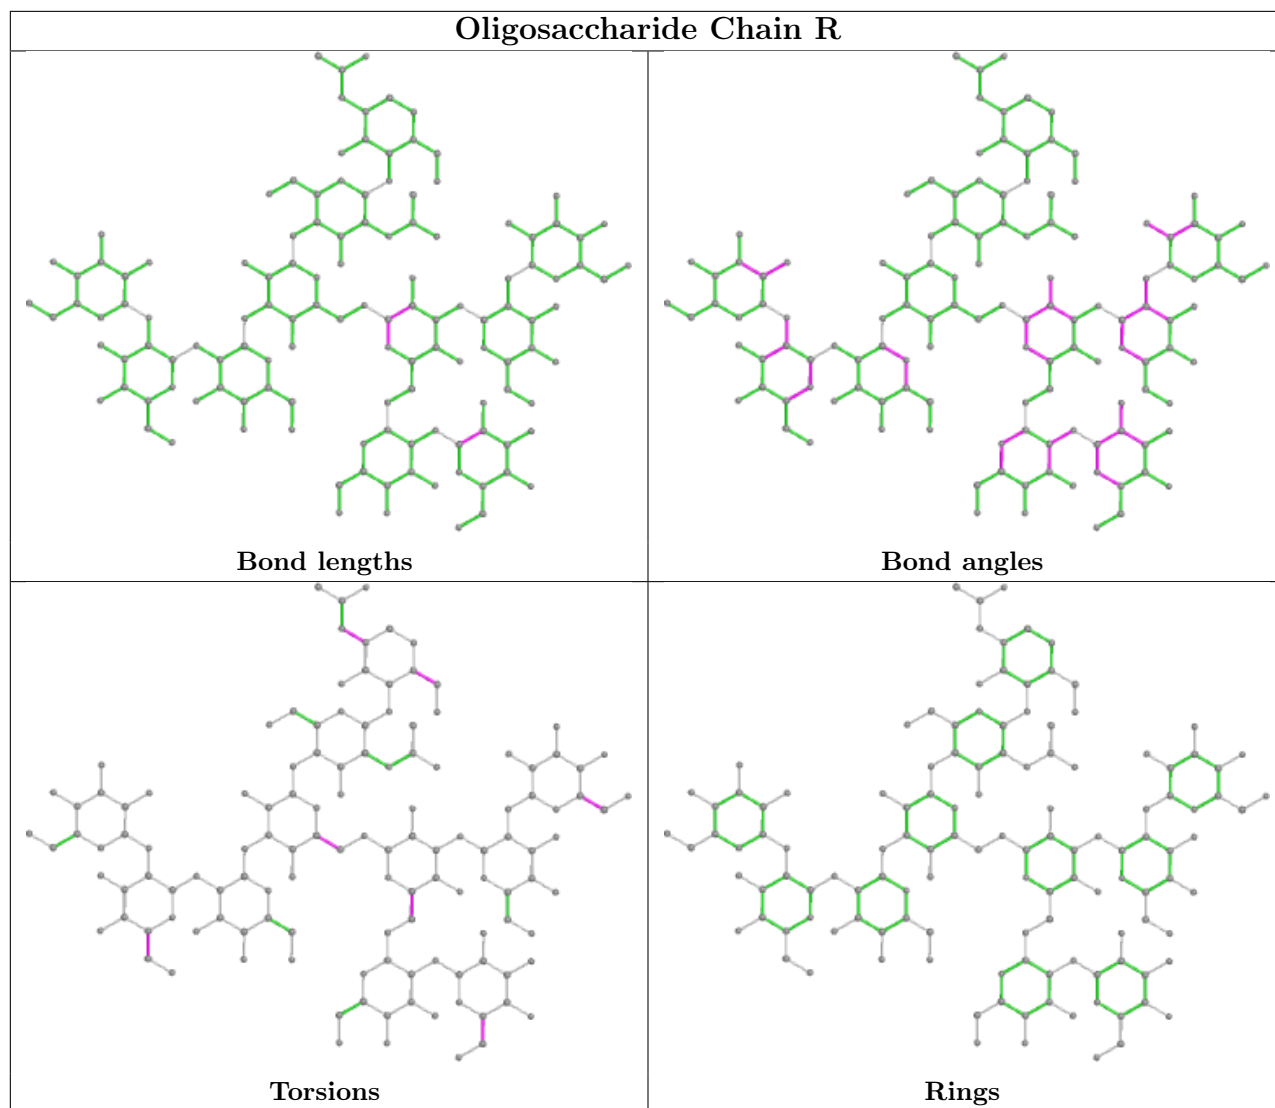 Oligosaccharide Chain R
Bond lengths
Bond angles
Torsions
Rings